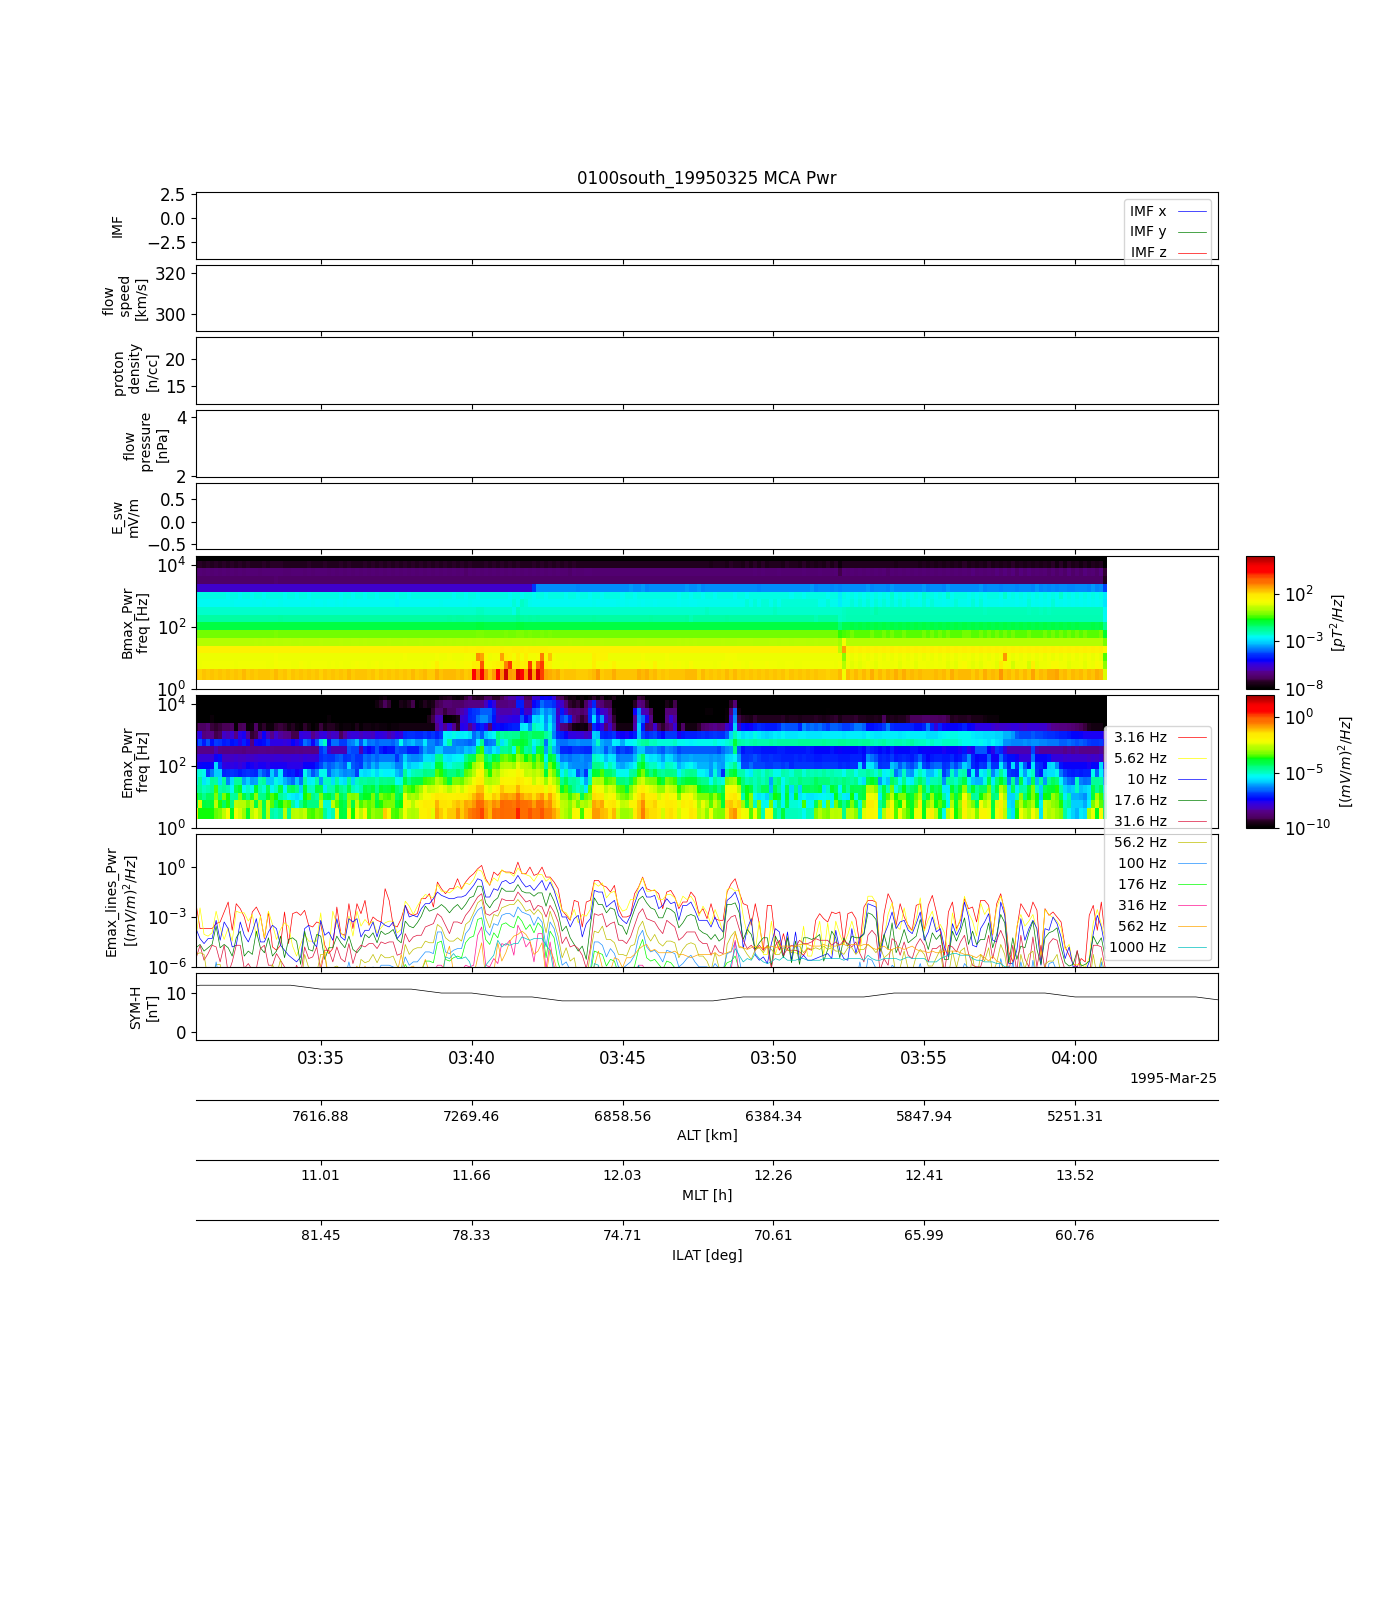 0100south_19950325 MCA Pwr
2.5
0.0
−2.5
IMF
IMF x
IMF y
IMF z
320
300
flow
speed
[km/s]
20
15
proton
density
[n/cc]
4
2
flow
pressure
[nPa]
0.5
0.0
−0.5
E_sw
mV/m
10^4
10^2
10^0
Bmax_Pwr
freq [Hz]
10^2
10^−3
10^−8
[pT^2/Hz]
10^4
10^2
10^0
Emax_Pwr
freq [Hz]
10^0
10^−5
10^−10
[(mV/m)^2/Hz]
3.16 Hz
5.62 Hz
10 Hz
17.6 Hz
31.6 Hz
56.2 Hz
100 Hz
176 Hz
316 Hz
562 Hz
1000 Hz
10^0
10^−3
10^−6
Emax_lines_Pwr
[(mV/m)^2/Hz]
10
0
SYM-H
[nT]
03:35 03:40 03:45 03:50 03:55 04:00
1995-Mar-25
7616.88 7269.46 6858.56 6384.34 5847.94 5251.31
ALT [km]
11.01 11.66 12.03 12.26 12.41 13.52
MLT [h]
81.45 78.33 74.71 70.61 65.99 60.76
ILAT [deg]